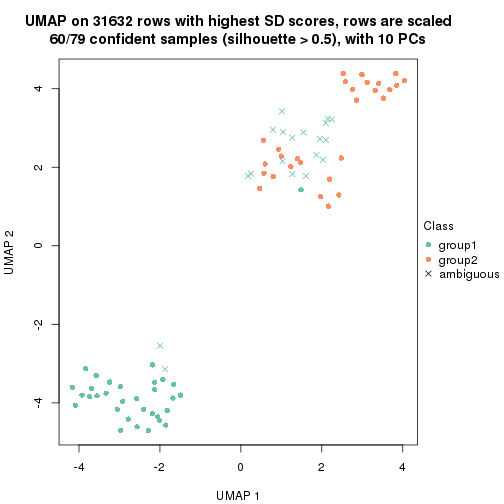 UMAP on 31632 rows with highest SD scores, rows are scaled
60/79 confident samples (silhouette > 0.5), with 10 PCs
4
2
0
-2
-4
UMAP 2
-4
-2
0
2
4
UMAP 1
Class
group1
group2
ambiguous